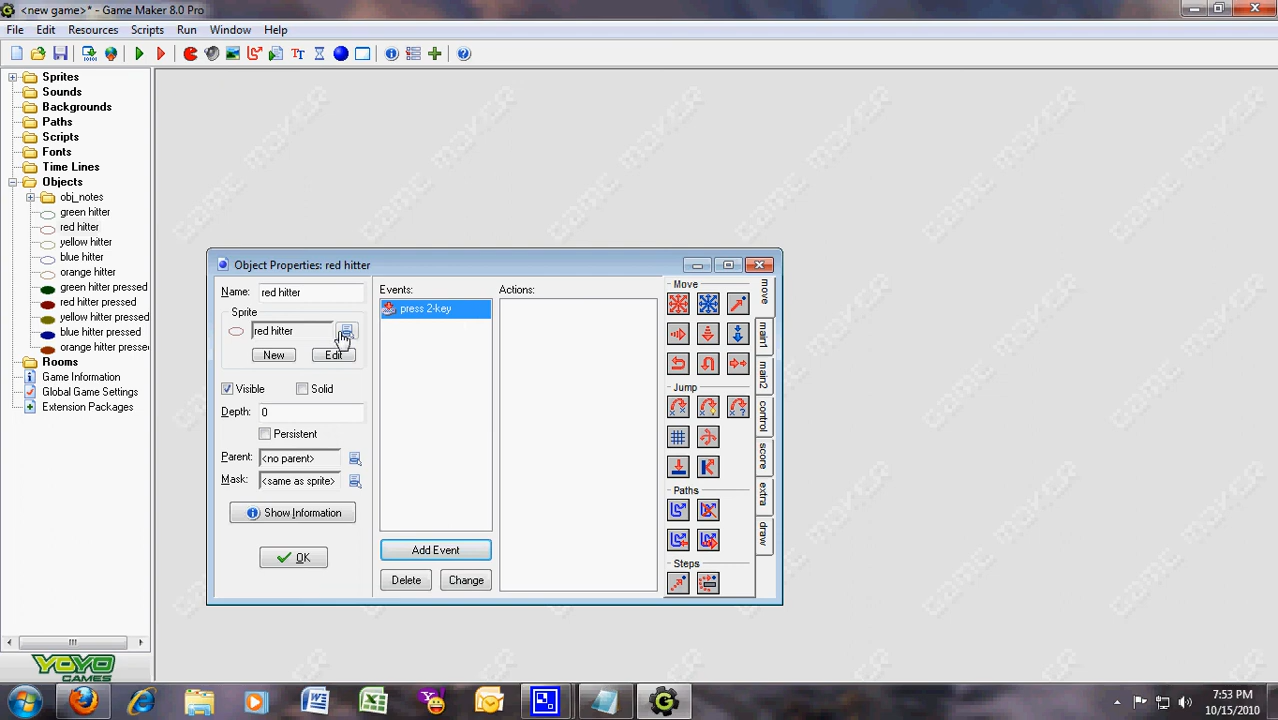 <new game>* - Game Maker 8.0 Pro
File Edit Resources Scripts Run Window Help
Sprites
Sounds
Backgrounds
Paths
Scripts
Fonts
Time Lines
Objects
obj_notes
green hitter
red hitter
yellow hitter
blue hitter
orange hitter
green hitter pressed
red hitter pressed
yellow hitter pressed
blue hitter pressed
orange hitter presse
Rooms
Game Information
Global Game Settings
Extension Packages
YOYO
GAMES
Object Properties: red hitter
Name: red hitter
Sprite
red hitter
New Edit
Visible Solid
Depth: 0
Persistent
Parent: <no parent>
Mask: <same as sprite>
Show Information
OK
Events:
press 2-key
Add Event
Delete Change
Actions:
Move
Jump
Paths
Steps
move
main1
main2
control
score
extra
draw
7:53 PM
10/15/2010